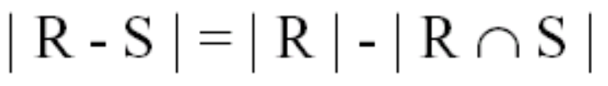 | R - S | = | R | - | R ∩ S |